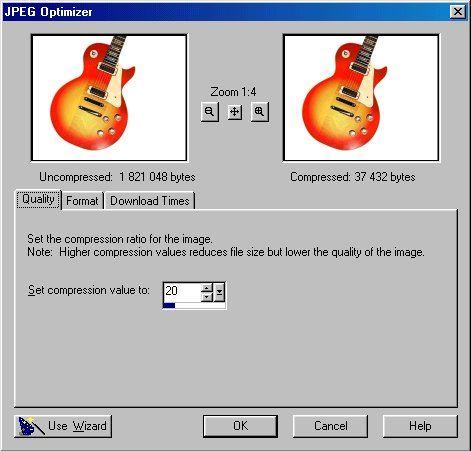 JPEG Optimizer
Zoom 1:4
Uncompressed: 1 821 048 bytes
Compressed: 37 432 bytes
Quality
Format
Download Times
Set the compression ratio for the image.
Note: Higher compression values reduces file size but lower the quality of the image.
Set compression value to:
20
Use Wizard
OK
Cancel
Help